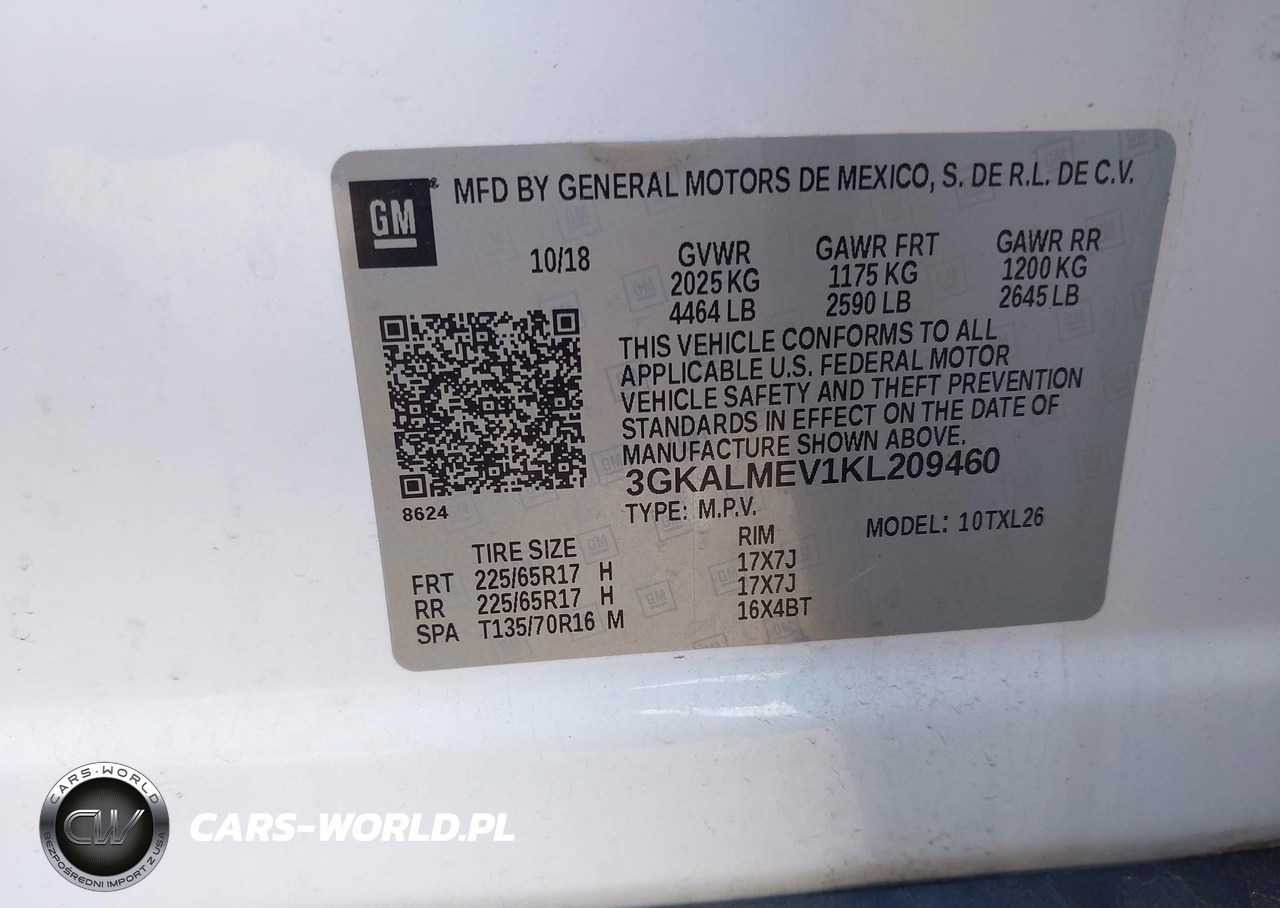 GM
MFD BY GENERAL MOTORS DE MEXICO, S. DE R.L. DE C.V.
10/18
GVWR
2025 KG
4464 LB
GAWR FRT
1175 KG
2590 LB
GAWR RR
1200 KG
2645 LB
THIS VEHICLE CONFORMS TO ALL
APPLICABLE U.S. FEDERAL MOTOR
VEHICLE SAFETY AND THEFT PREVENTION
STANDARDS IN EFFECT ON THE DATE OF
MANUFACTURE SHOWN ABOVE.
3GKALMEV1KL209460
TYPE: M.P.V.
MODEL: 10TXL26
8624
TIRE SIZE RIM
FRT 225/65R17 H 17X7J
RR 225/65R17 H 17X7J
SPA T135/70R16 M 16X4BT
CARS-WORLD
CW
BEZPOŚREDNI IMPORT Z USA
CARS-WORLD.PL